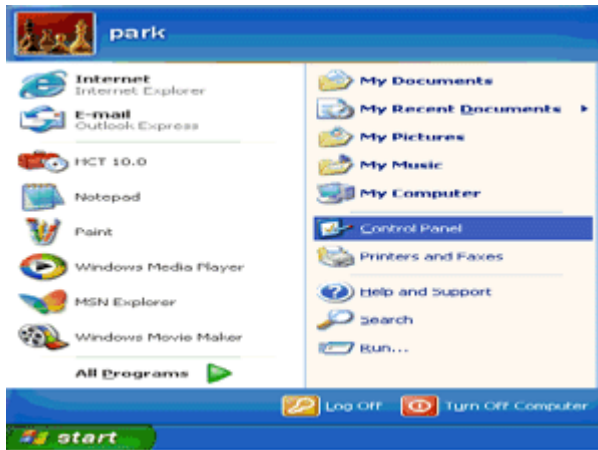 park
Internet
Internet Explorer
E-mail
Outlook Express
HCT 10.0
Notepad
Paint
Windows Media Player
MSN Explorer
Windows Movie Maker
All Programs
My Documents
My Recent Documents
My Pictures
My Music
My Computer
Control Panel
Printers and Faxes
Help and Support
Search
Run...
Log Off
Turn Off Computer
start